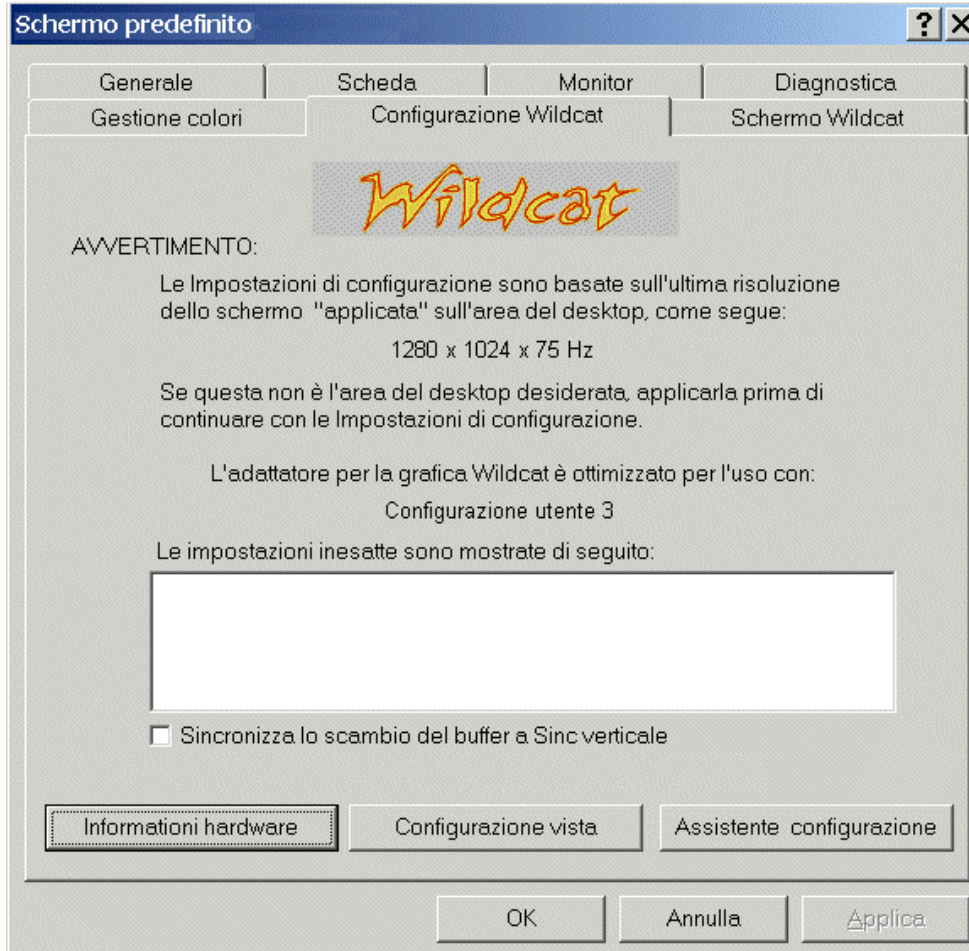 Schermo predefinito
Generale Scheda Monitor Diagnostica
Gestione colori Configurazione Wildcat Schermo Wildcat
Wildcat
AVVERTIMENTO:
Le Impostazioni di configurazione sono basate sull'ultima risoluzione
dello schermo "applicata" sull'area del desktop, come segue:
1280 x 1024 x 75 Hz
Se questa non è l'area del desktop desiderata, applicarla prima di
continuare con le Impostazioni di configurazione.
L'adattatore per la grafica Wildcat è ottimizzato per l'uso con:
Configurazione utente 3
Le impostazioni inesatte sono mostrate di seguito:
Sincronizza lo scambio del buffer a Sinc verticale
Informationi hardware Configurazione vista Assistente configurazione
OK Annulla Applica